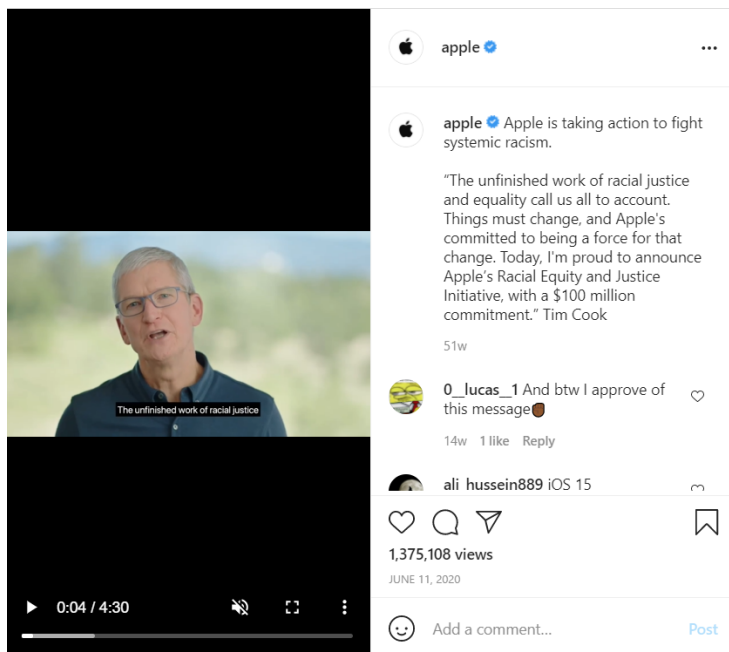 The unfinished work of racial justice
0:04 / 4:30
apple
apple Apple is taking action to fight
systemic racism.
“The unfinished work of racial justice
and equality call us all to account.
Things must change, and Apple's
committed to being a force for that
change. Today, I'm proud to announce
Apple’s Racial Equity and Justice
Initiative, with a $100 million
commitment.” Tim Cook
51w
0__lucas__1 And btw I approve of
this message✊🏾
14w 1 like Reply
ali_hussein889 iOS 15
1,375,108 views
JUNE 11, 2020
Add a comment...
Post